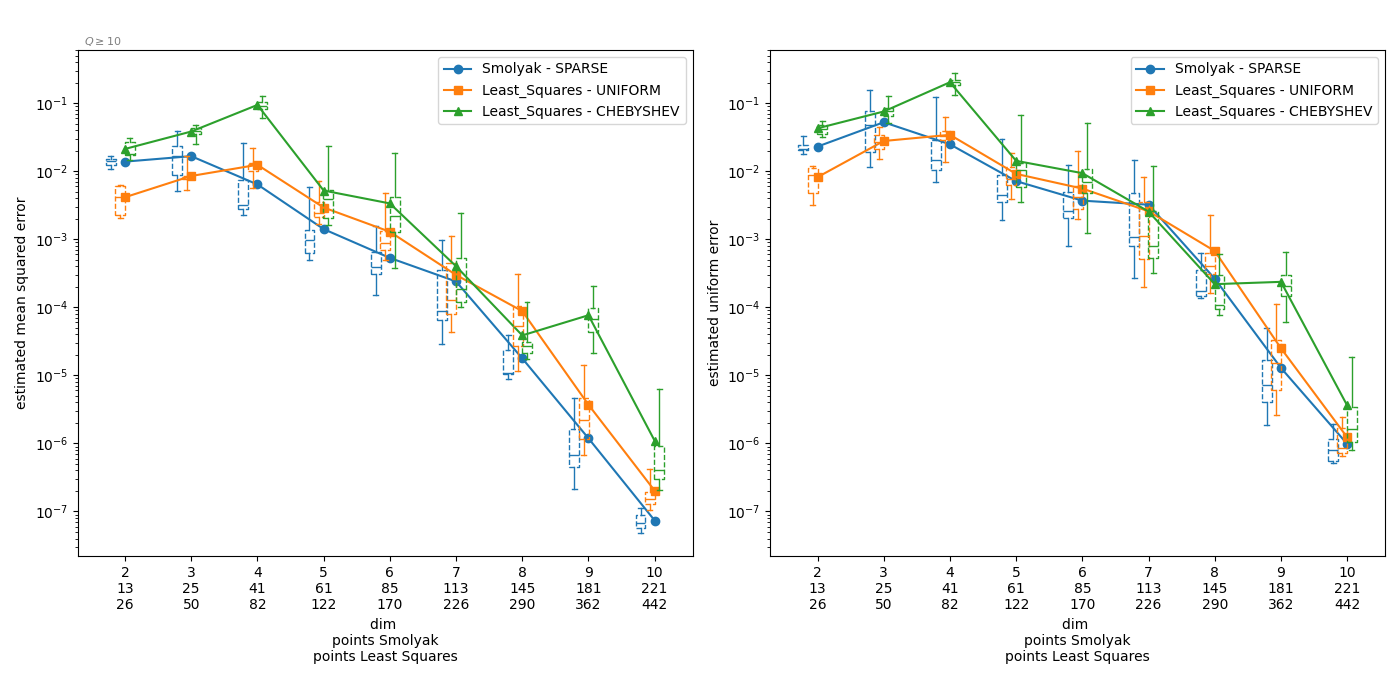 Q ≥ 10
estimated mean squared error
10⁻¹
10⁻²
10⁻³
10⁻⁴
10⁻⁵
10⁻⁶
10⁻⁷
Smolyak - SPARSE
Least_Squares - UNIFORM
Least_Squares - CHEBYSHEV
2 3 4 5 6 7 8 9 10
13 25 41 61 85 113 145 181 221
26 50 82 122 170 226 290 362 442
dim
points Smolyak
points Least Squares
estimated uniform error
10⁻¹
10⁻²
10⁻³
10⁻⁴
10⁻⁵
10⁻⁶
10⁻⁷
Smolyak - SPARSE
Least_Squares - UNIFORM
Least_Squares - CHEBYSHEV
2 3 4 5 6 7 8 9 10
13 25 41 61 85 113 145 181 221
26 50 82 122 170 226 290 362 442
dim
points Smolyak
points Least Squares